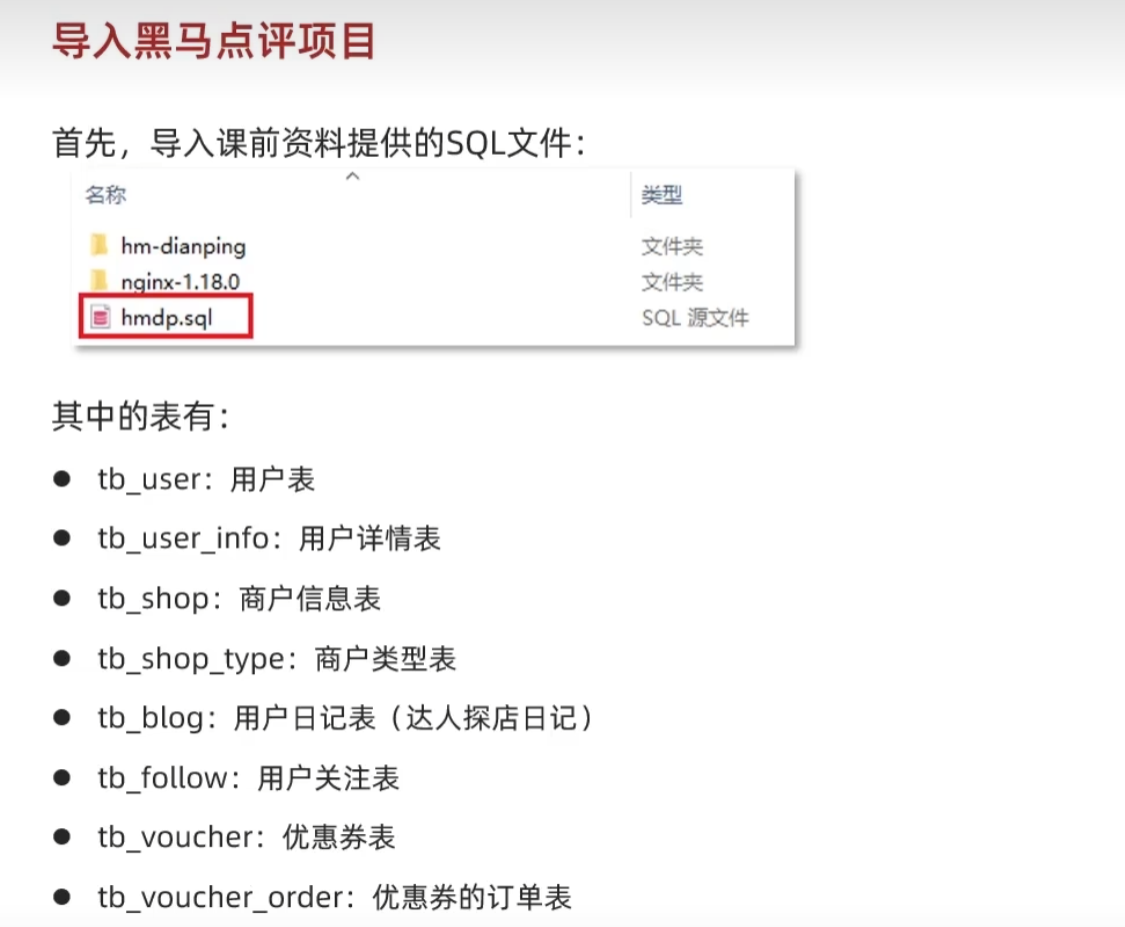 导入黑马点评项目
首先，导入课前资料提供的SQL文件：
名称 类型
hm-dianping 文件夹
nginx-1.18.0 文件夹
hmdp.sql SQL 源文件
其中的表有：
● tb_user：用户表
● tb_user_info：用户详情表
● tb_shop：商户信息表
● tb_shop_type：商户类型表
● tb_blog：用户日记表（达人探店日记）
● tb_follow：用户关注表
● tb_voucher：优惠券表
● tb_voucher_order：优惠券的订单表